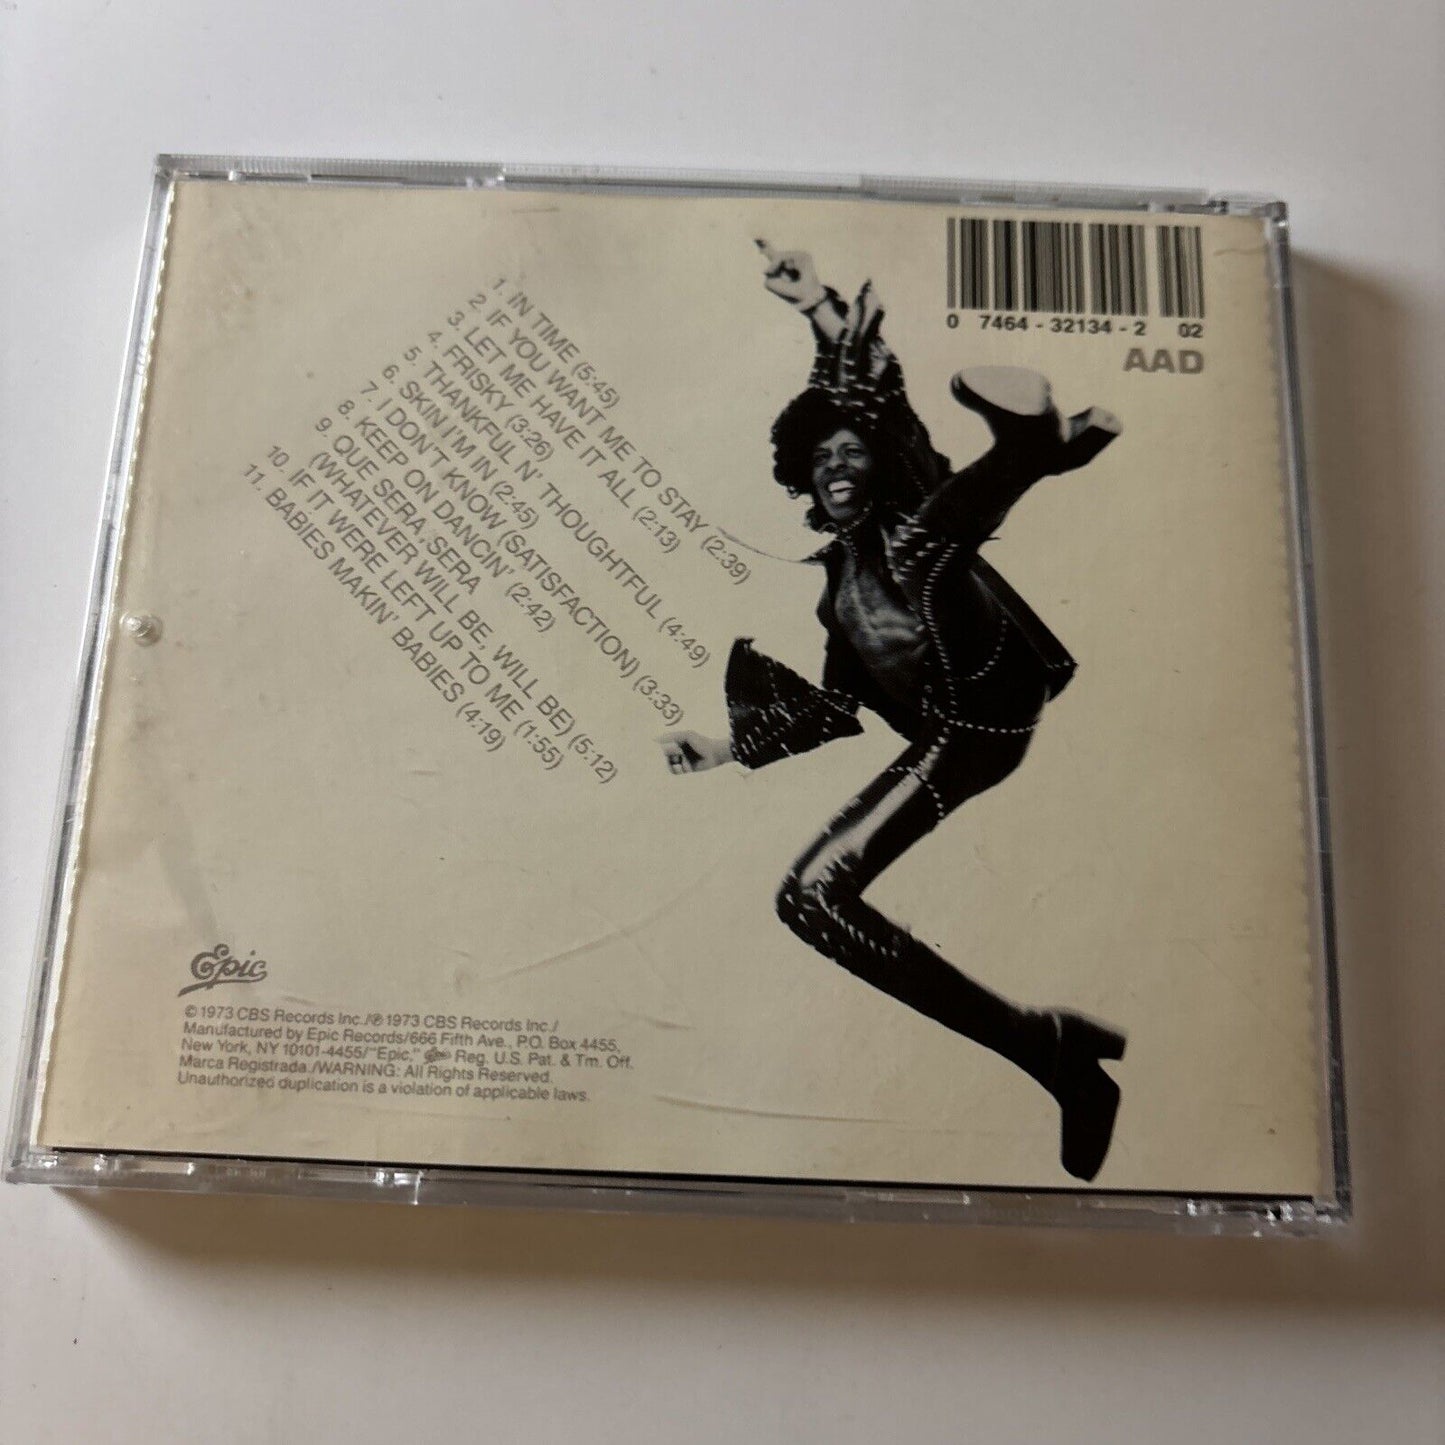 0 7464 - 32134 - 2 02
AAD
1. IN TIME (5:45)
2. IF YOU WANT ME TO STAY (2:39)
3. LET ME HAVE IT ALL (2:13)
4. FRISKY (3:26)
5. THANKFUL N' THOUGHTFUL (4:49)
6. SKIN I'M IN (2:45)
7. I DON'T KNOW (SATISFACTION) (3:33)
8. KEEP ON DANCIN' (2:42)
9. QUE SERA, SERA
(WHATEVER WILL BE, WILL BE) (5:12)
10. IF IT WERE LEFT UP TO ME (1:55)
11. BABIES MAKIN' BABIES (4:19)
Epic
© 1973 CBS Records Inc./℗ 1973 CBS Records Inc./
Manufactured by Epic Records/666 Fifth Ave., P.O. Box 4455,
New York, NY 10101-4455/"Epic," Epic Reg. U.S. Pat. & Tm. Off.
Marca Registrada./WARNING: All Rights Reserved.
Unauthorized duplication is a violation of applicable laws.